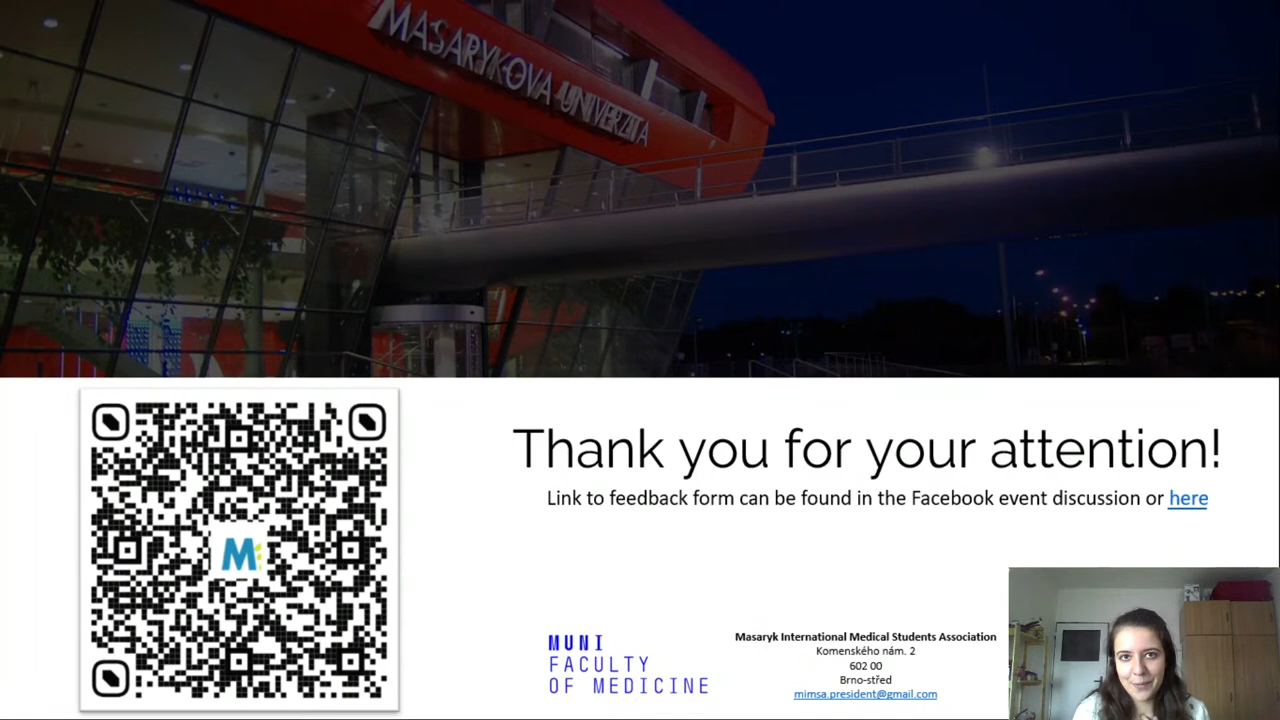 MASARYKOVA UNIVERZITA
Thank you for your attention!
Link to feedback form can be found in the Facebook event discussion or here
M
MUNI
FACULTY
OF MEDICINE
Masaryk International Medical Students Association
Komenského nám. 2
602 00
Brno-střed
mimsa.president@gmail.com